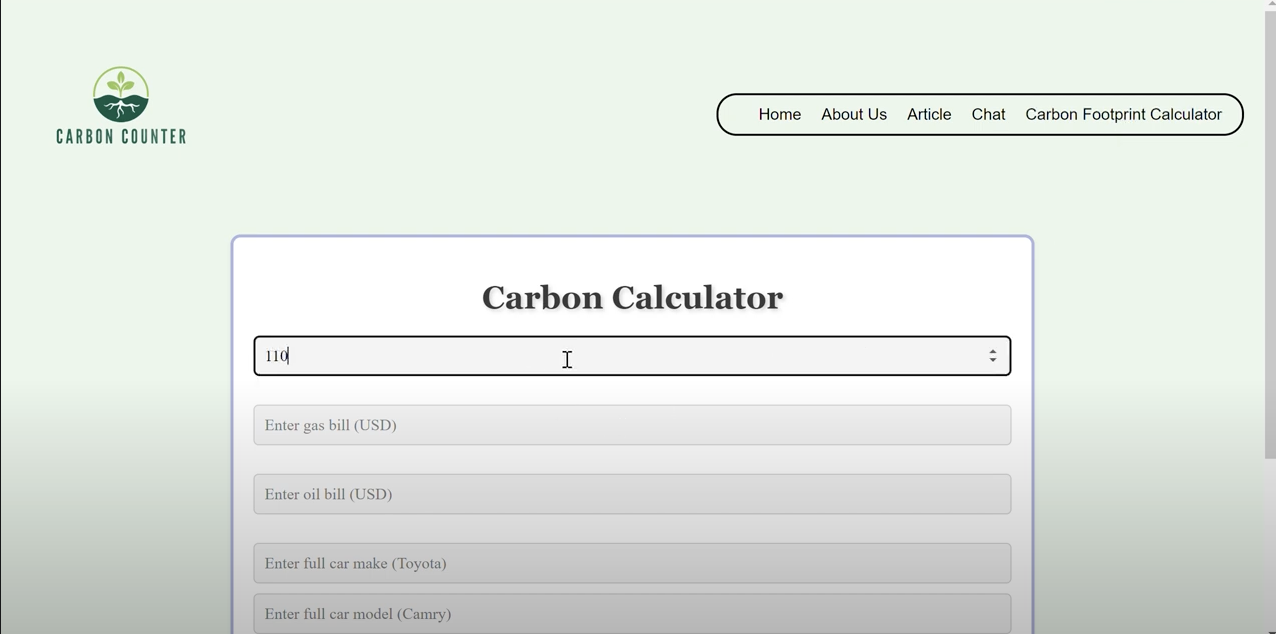 CARBON COUNTER
Home About Us Article Chat Carbon Footprint Calculator
Carbon Calculator
110
Enter gas bill (USD)
Enter oil bill (USD)
Enter full car make (Toyota)
Enter full car model (Camry)